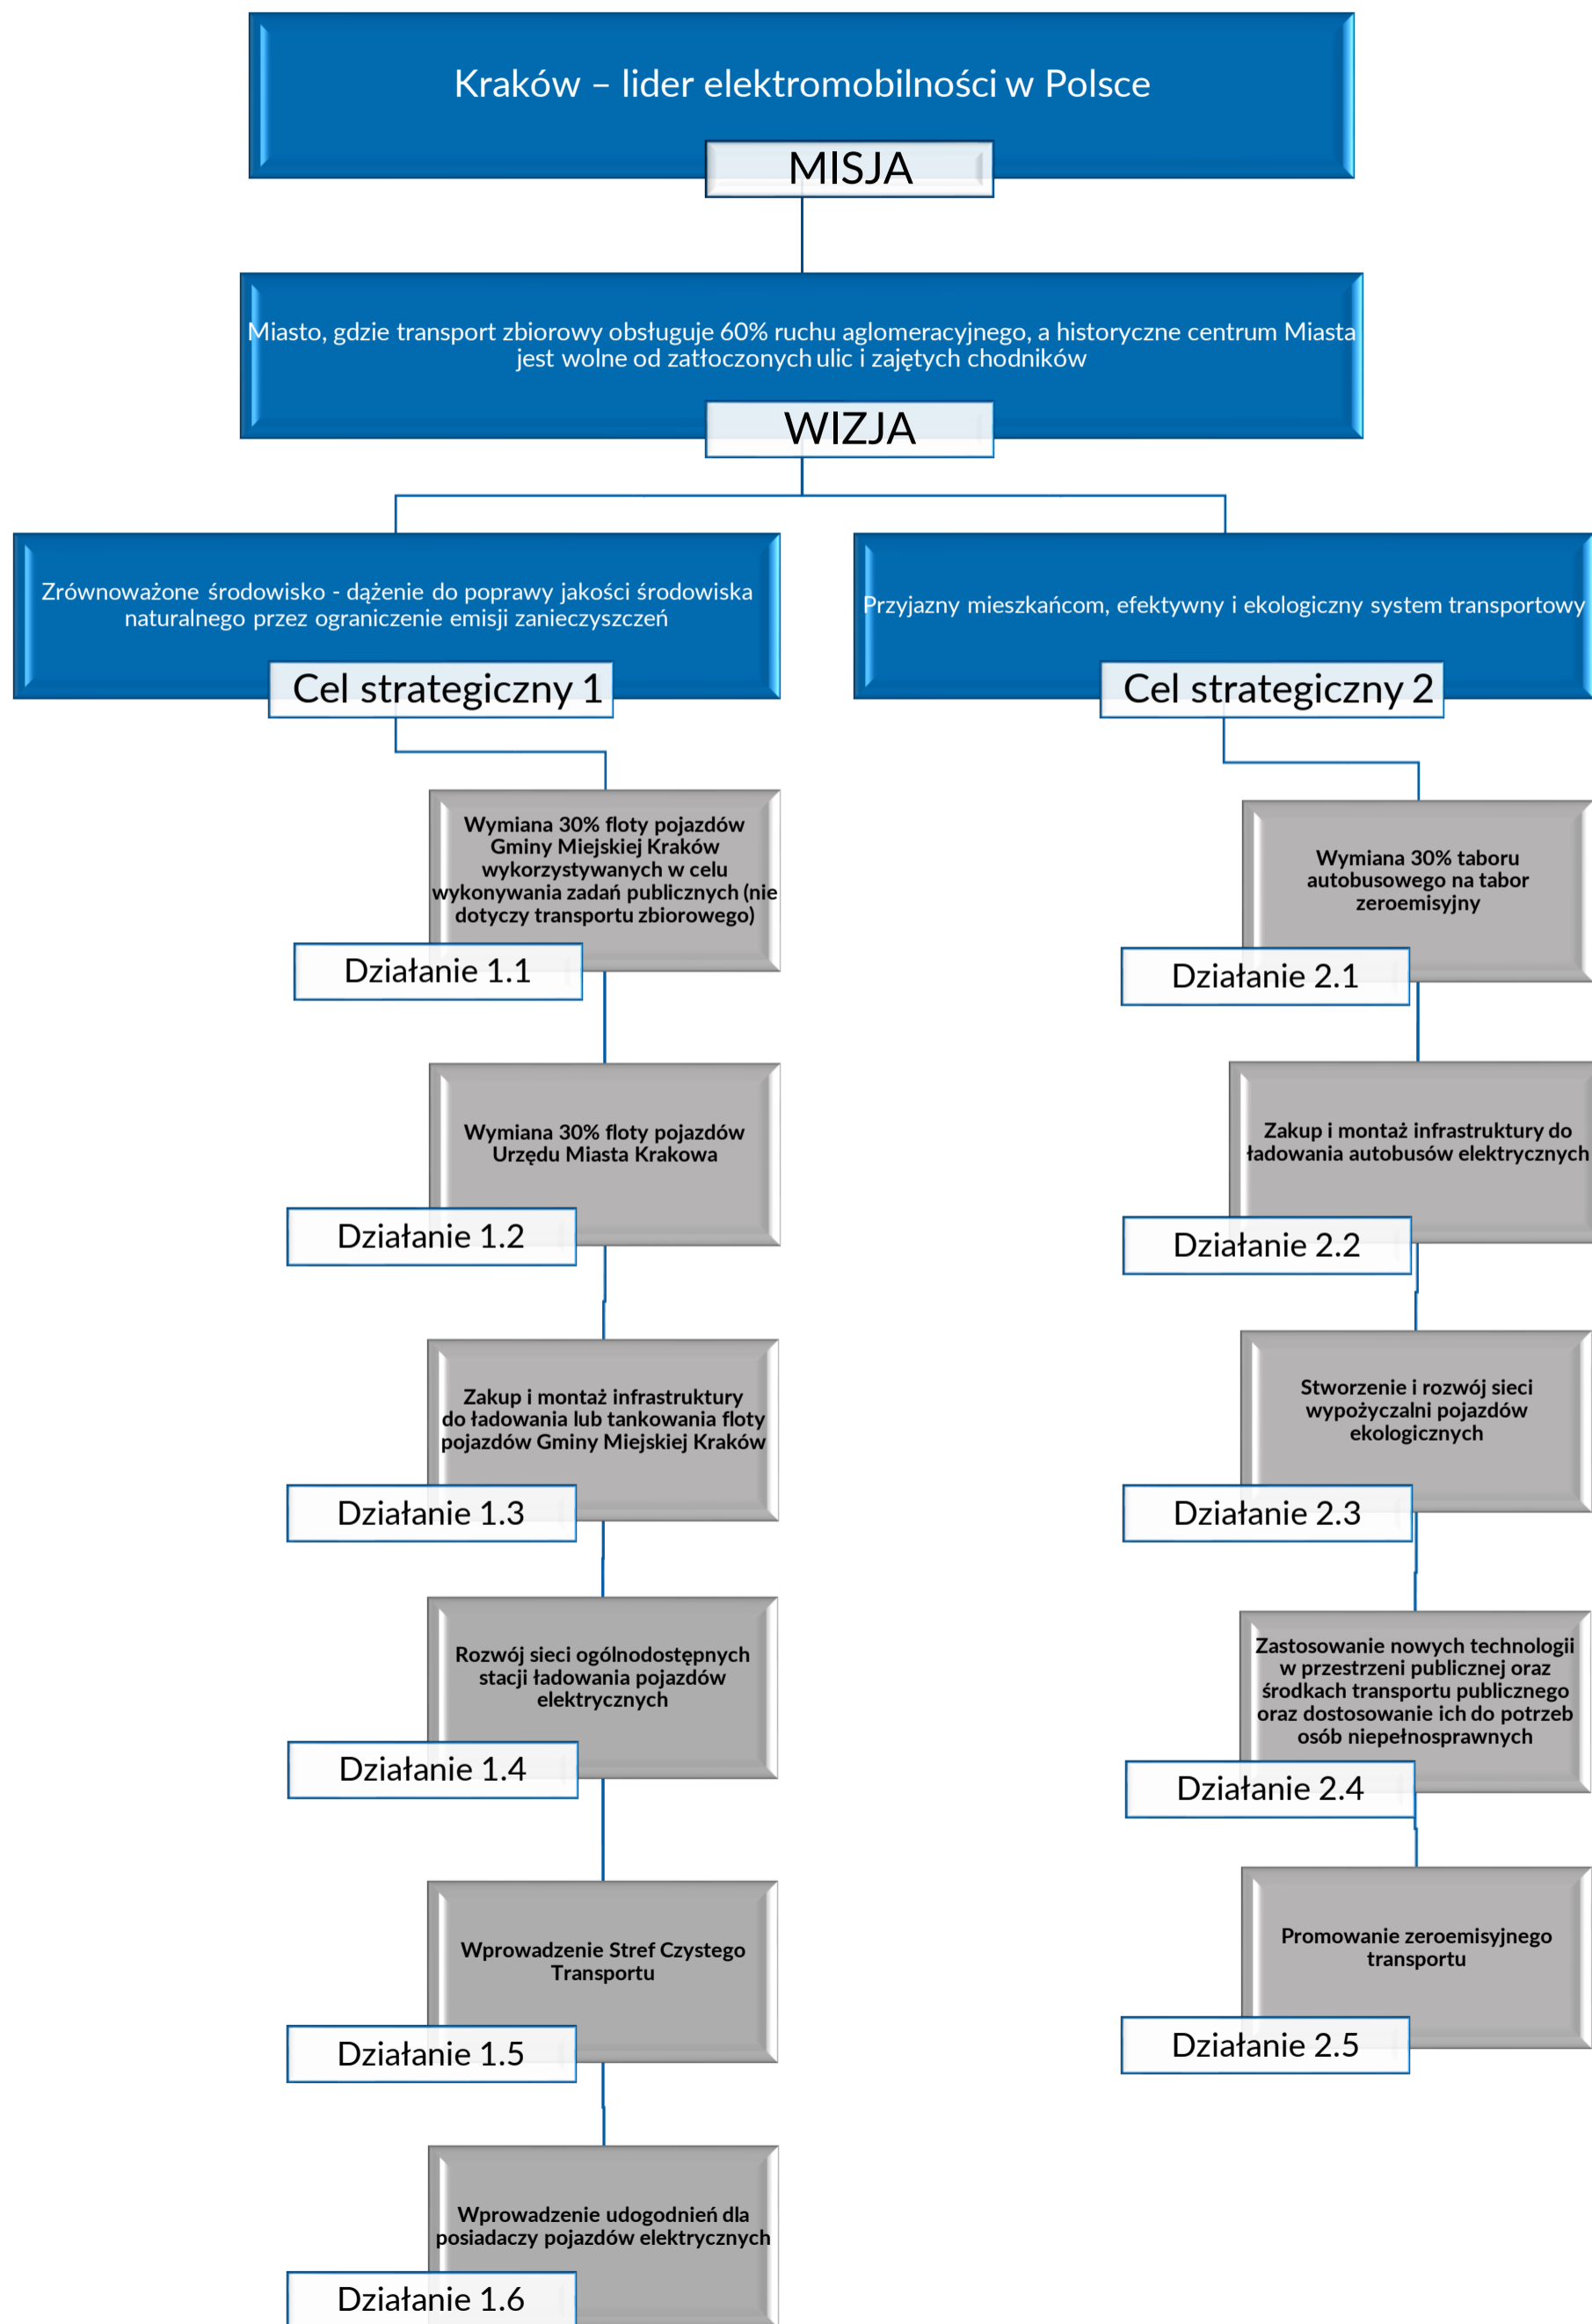 Kraków – lider elektromobilności w Polsce
MISJA
Miasto, gdzie transport zbiorowy obsługuje 60% ruchu aglomeracyjnego, a historyczne centrum Miasta
jest wolne od zatłoczonych ulic i zajętych chodników
WIZJA
Zrównoważone środowisko - dążenie do poprawy jakości środowiska
naturalnego przez ograniczenie emisji zanieczyszczeń
Cel strategiczny 1
Wymiana 30% floty pojazdów
Gminy Miejskiej Kraków
wykorzystywanych w celu
wykonywania zadań publicznych (nie
dotyczy transportu zbiorowego)
Działanie 1.1
Wymiana 30% floty pojazdów
Urzędu Miasta Krakowa
Działanie 1.2
Zakup i montaż infrastruktury
do ładowania lub tankowania floty
pojazdów Gminy Miejskiej Kraków
Działanie 1.3
Rozwój sieci ogólnodostępnych
stacji ładowania pojazdów
elektrycznych
Działanie 1.4
Wprowadzenie Stref Czystego
Transportu
Działanie 1.5
Wprowadzenie udogodnień dla
posiadaczy pojazdów elektrycznych
Działanie 1.6
Przyjazny mieszkańcom, efektywny i ekologiczny system transportowy
Cel strategiczny 2
Wymiana 30% taboru
autobusowego na tabor
zeroemisyjny
Działanie 2.1
Zakup i montaż infrastruktury do
ładowania autobusów elektrycznych
Działanie 2.2
Stworzenie i rozwój sieci
wypożyczalni pojazdów
ekologicznych
Działanie 2.3
Zastosowanie nowych technologii
w przestrzeni publicznej oraz
środkach transportu publicznego
oraz dostosowanie ich do potrzeb
osób niepełnosprawnych
Działanie 2.4
Promowanie zeroemisyjnego
transportu
Działanie 2.5